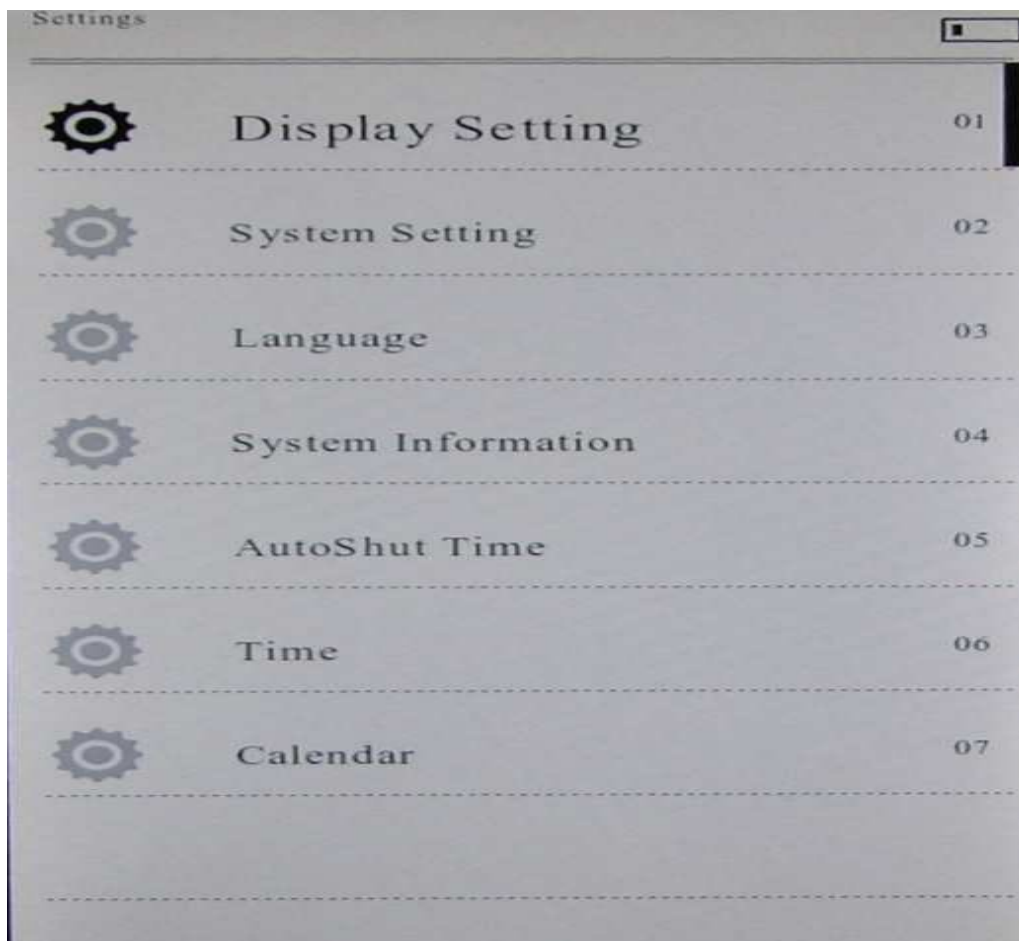 Settings
Display Setting 01
System Setting 02
Language 03
System Information 04
AutoShut Time 05
Time 06
Calendar 07